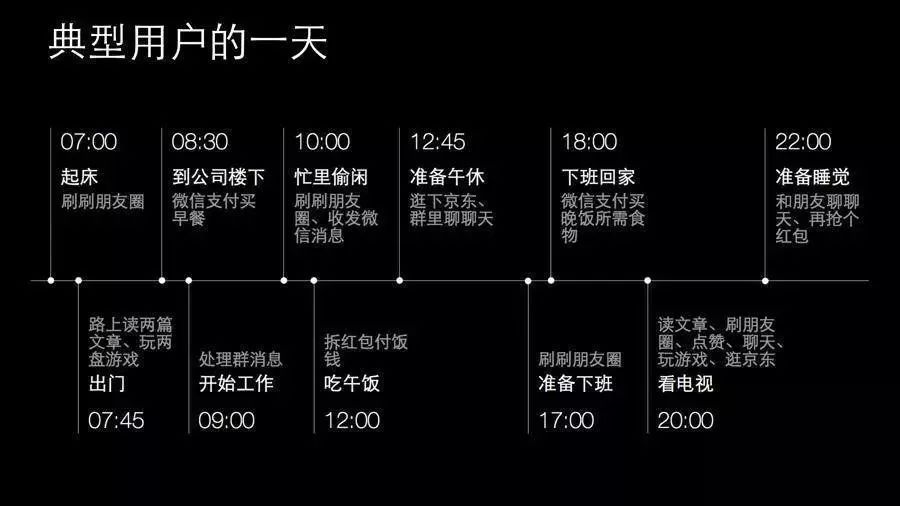 典型用户的一天
07:00
起床
刷刷朋友圈
08:30
到公司楼下
微信支付买
早餐
10:00
忙里偷闲
刷刷朋友
圈、收发微
信消息
12:45
准备午休
逛下京东、
群里聊聊天
18:00
下班回家
微信支付买
晚饭所需食
物
22:00
准备睡觉
和朋友聊聊
天、再抢个
红包
路上读两篇
文章、玩两
盘游戏
出门
07:45
处理群消息
开始工作
09:00
拆红包付饭
钱
吃午饭
12:00
刷刷朋友圈
准备下班
17:00
读文章、刷朋友
圈、点赞、聊天、
玩游戏、逛京东
看电视
20:00